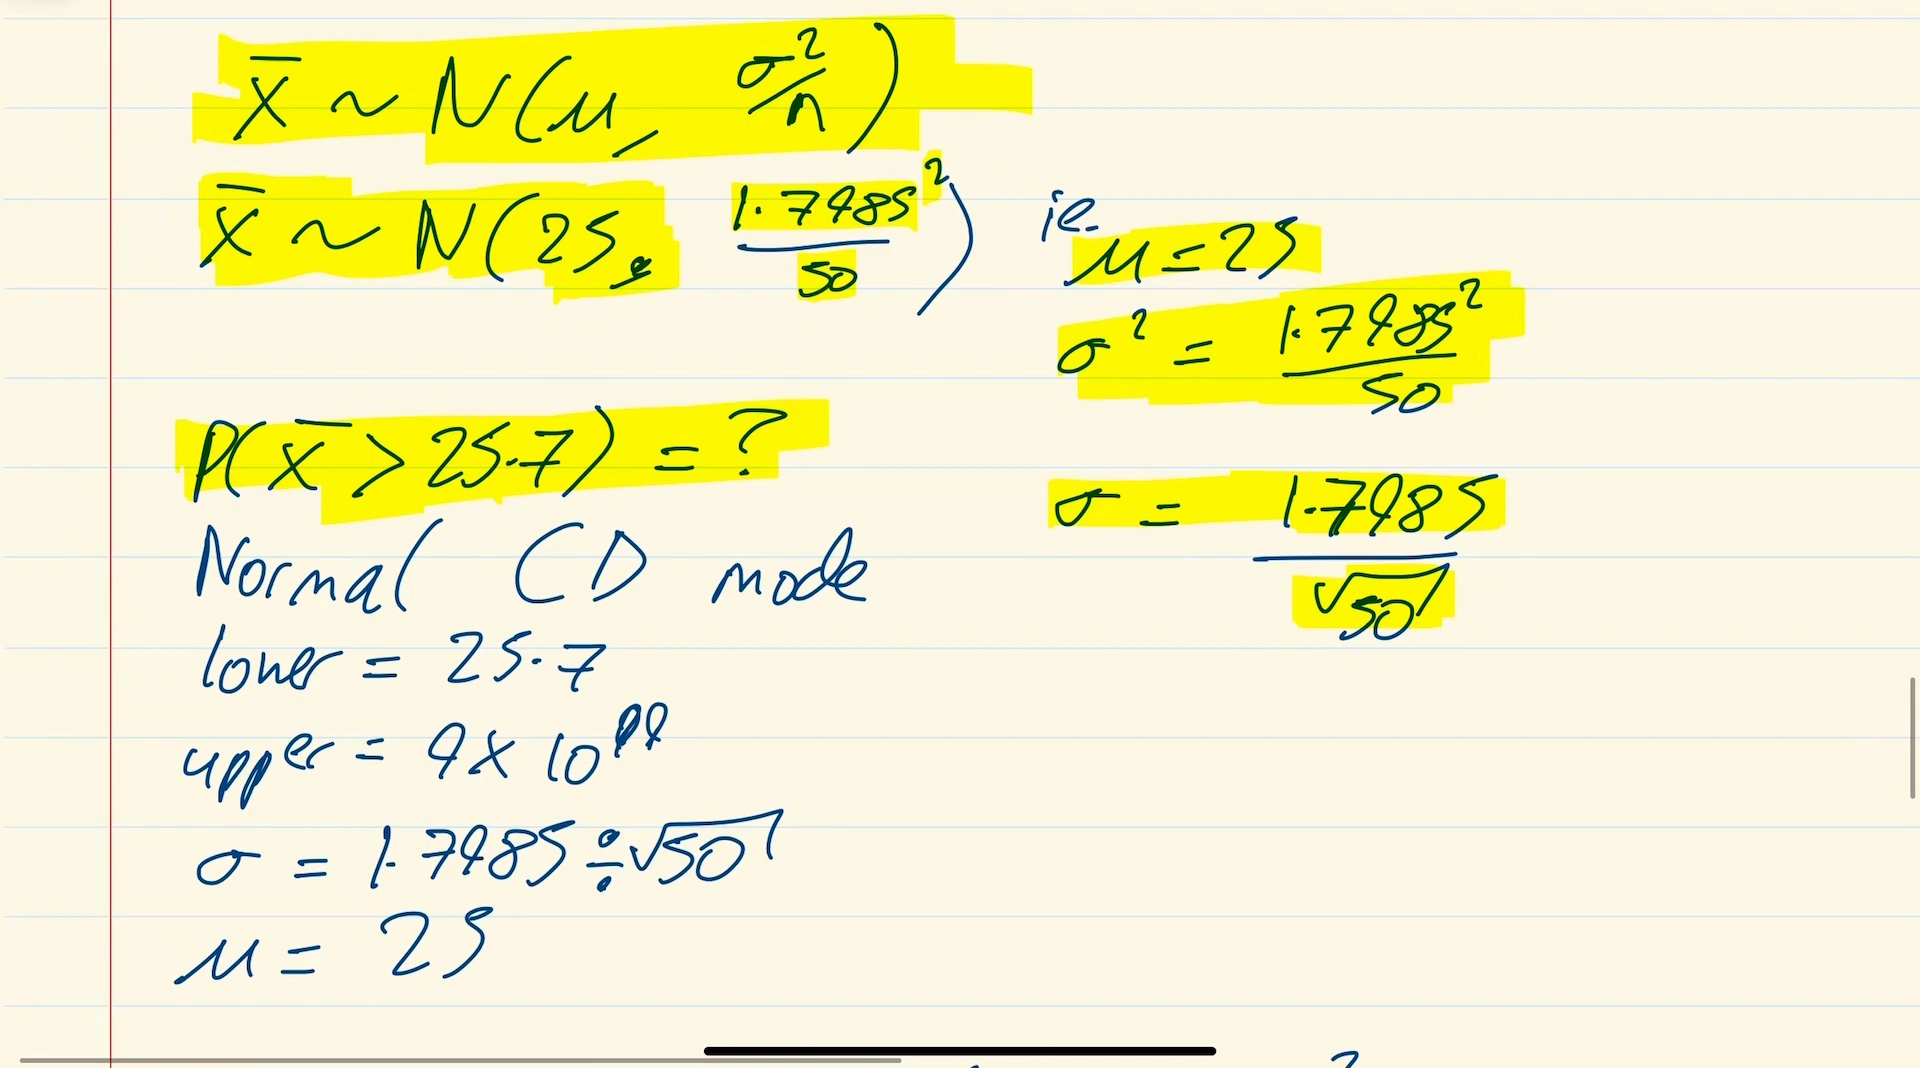 x̄ ~ N(μ, σ²/n)
x̄ ~ N(25, 1.7985²/50)
ie. μ = 25
σ² = 1.7985²/50
P(x̄ > 25.7) = ?
σ = 1.7985/√50
Normal CD mode
lower = 25.7
upper = 9 × 10⁹⁹
σ = 1.7985 ÷ √50
μ = 25